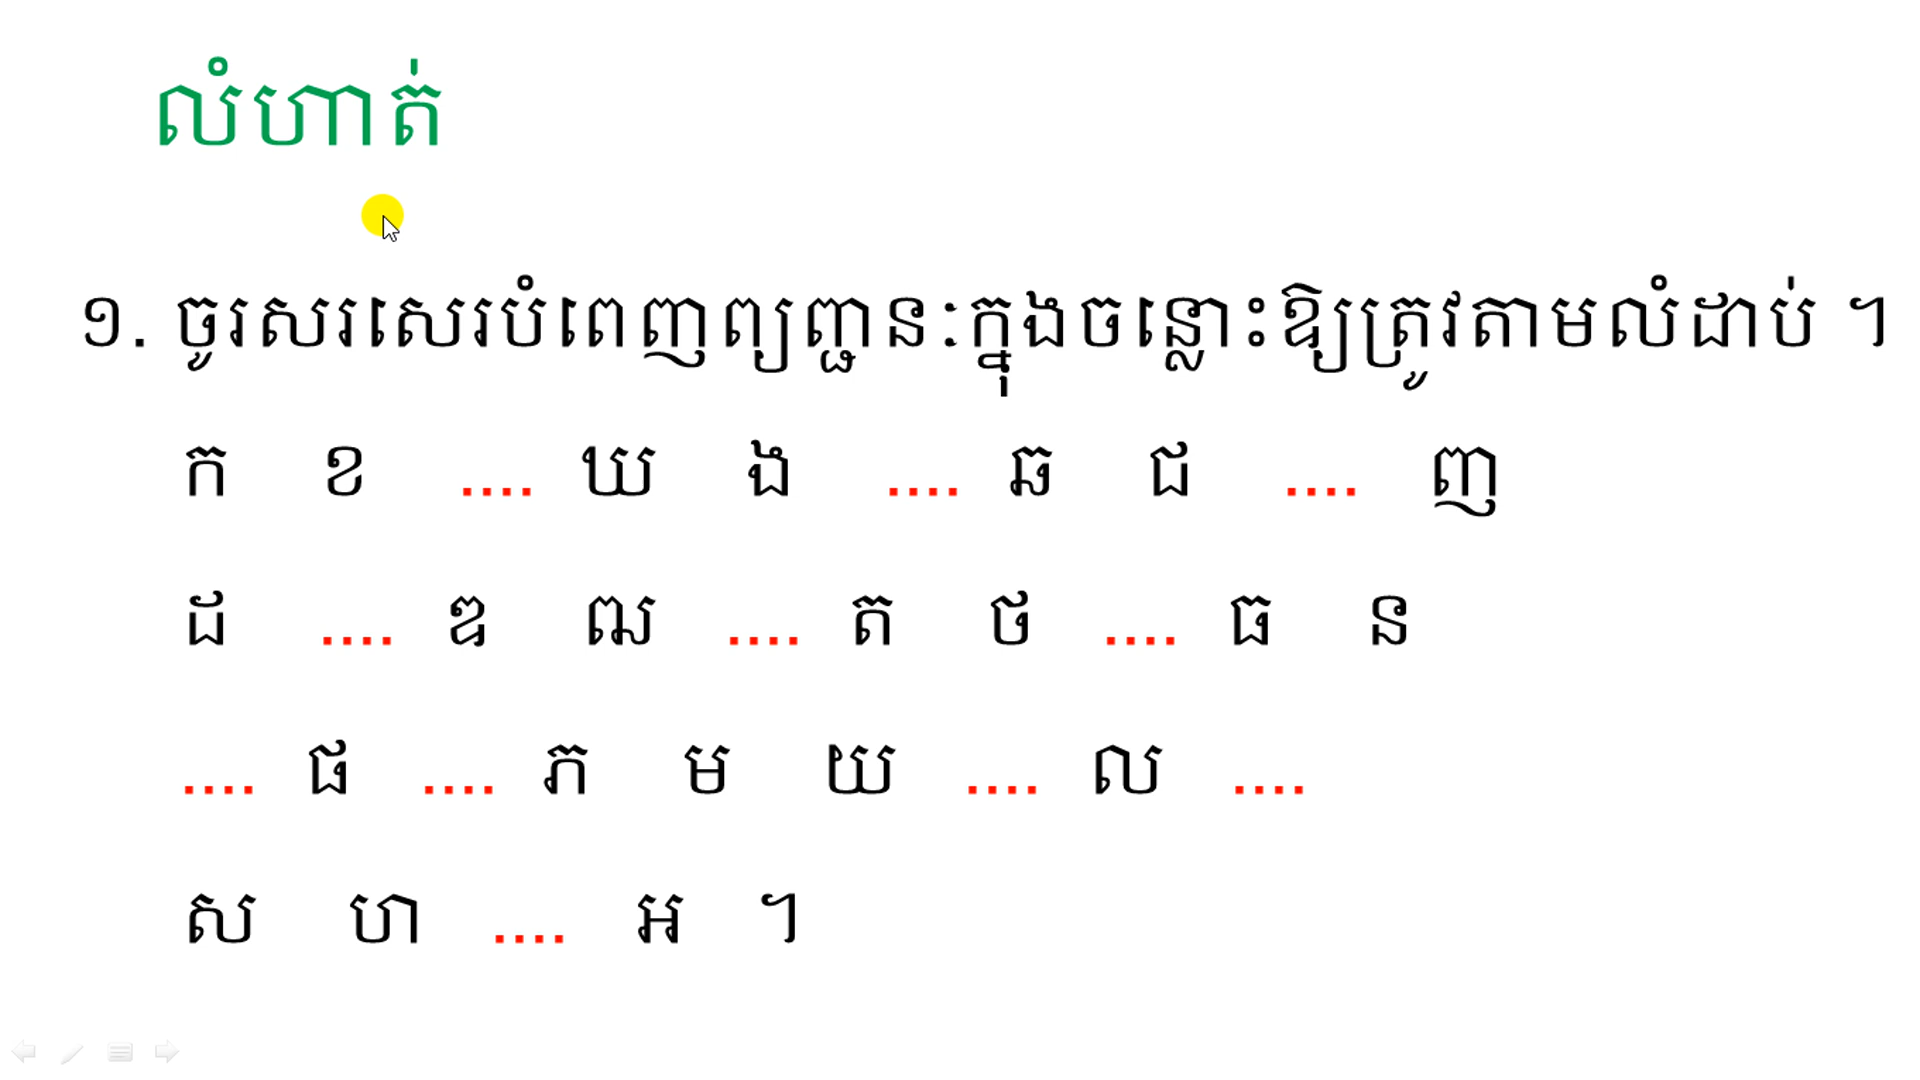 លំហាត់
១. ចូរសរសេរបំពេញព្យញ្ជនៈក្នុងចន្លោះឱ្យត្រូវតាមលំដាប់ ។
ក ខ .... ឃ ង .... ឆ ជ .... ញ
ដ .... ឌ ឍ .... ត ថ .... ធ ន
.... ផ .... ភ ម យ .... ល ....
ស ហ .... អ ។